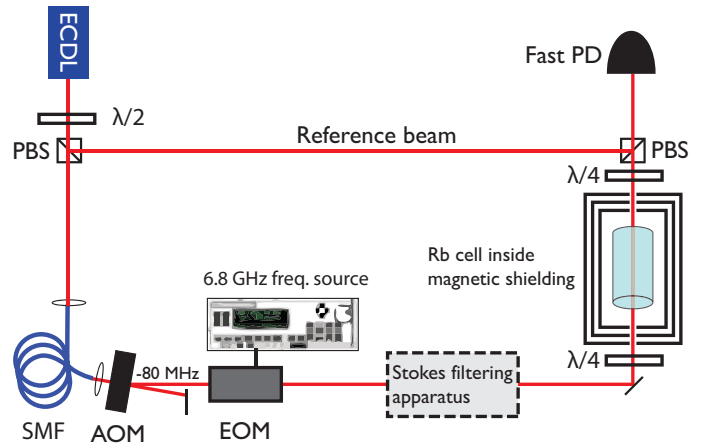 ECDL
Fast PD
λ/2
Reference beam
PBS
PBS
λ/4
Rb cell inside
magnetic shielding
6.8 GHz freq. source
-80 MHz
λ/4
Stokes filtering
apparatus
SMF
AOM
EOM